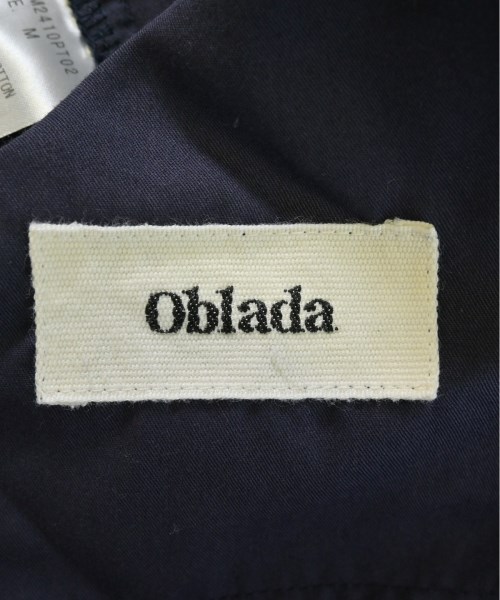 M2410PT02
E. M
TTON
Oblada